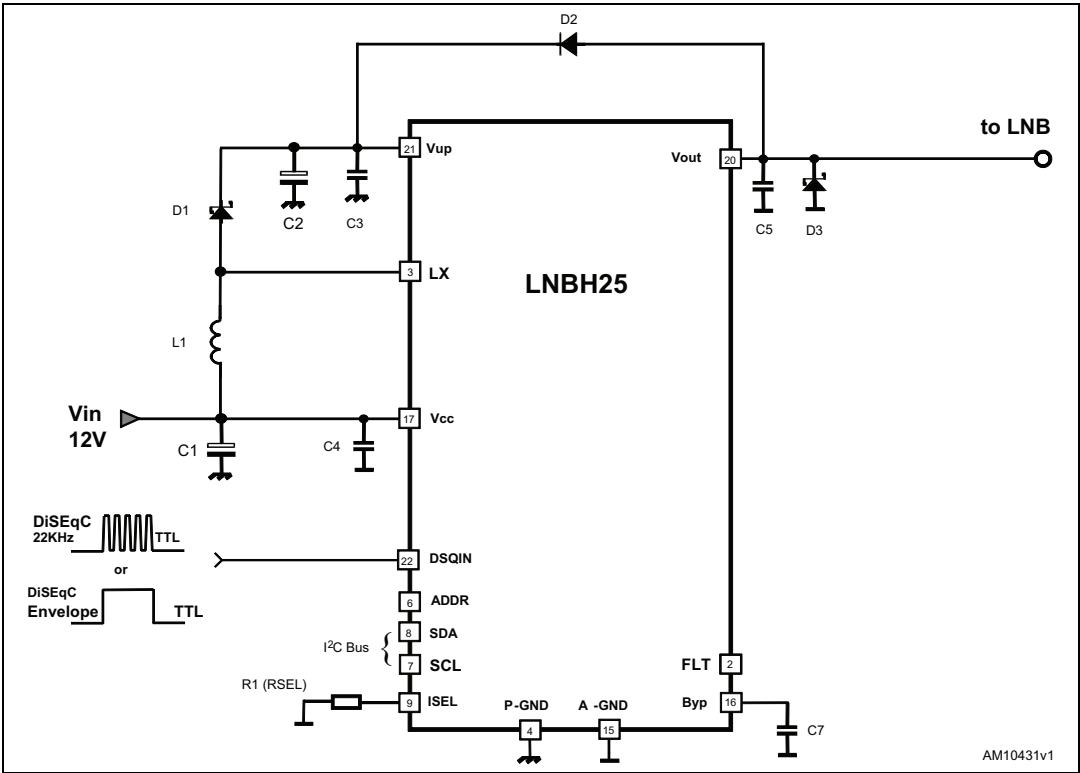 D2
to LNB
21 Vup
Vout 20
D1
C2
C3
C5
D3
3 LX
LNBH25
L1
Vin
12V
17 Vcc
C1
C4
DiSEqC
22KHz
TTL
or
22 DSQIN
DiSEqC
Envelope
TTL
6 ADDR
I²C Bus
8 SDA
7 SCL
FLT 2
R1 (RSEL)
9 ISEL
P-GND
A -GND
Byp 16
4
15
C7
AM10431v1